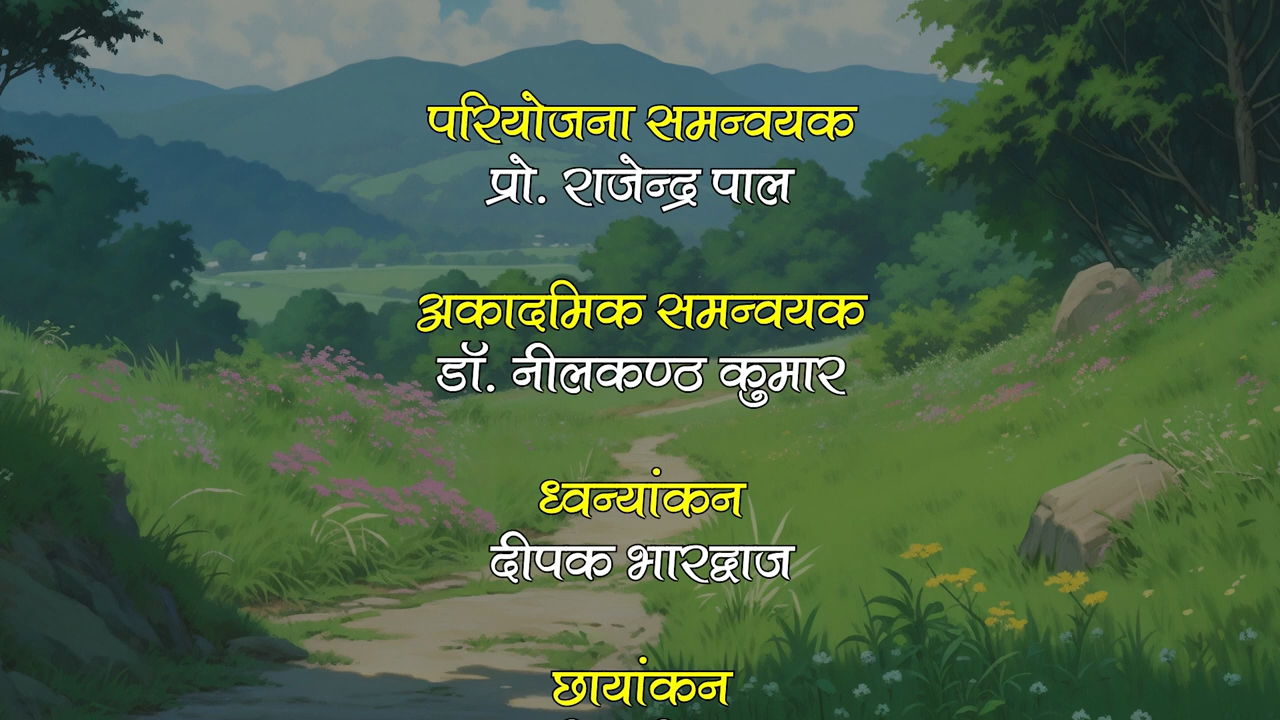 परियोजना समन्वयक
प्रो. राजेन्द्र पाल
अकादमिक समन्वयक
डॉ. नीलकण्ठ कुमार
ध्वन्यांकन
दीपक भारद्वाज
छायांकन